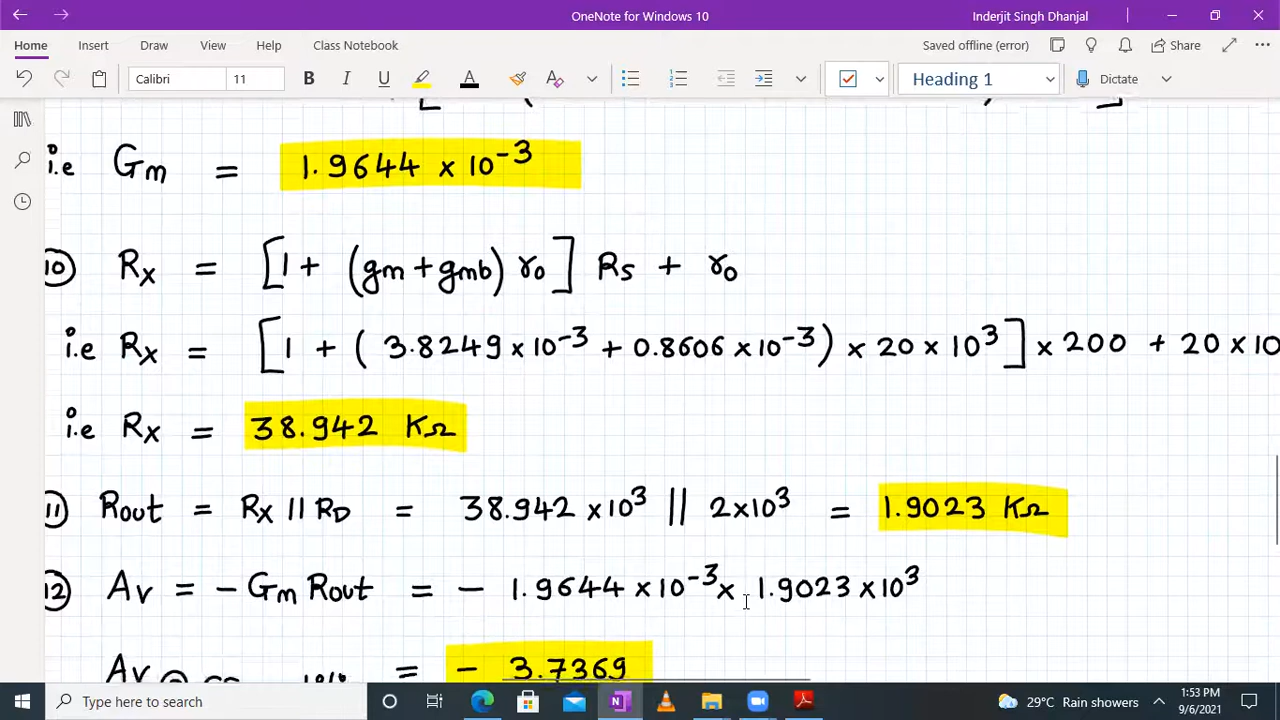 OneNote for Windows 10
Inderjit Singh Dhanjal
Home Insert Draw View Help Class Notebook
Saved offline (error)
Share
Calibri 11 B I U A Heading 1 Dictate
i.e Gm = 1.9644 × 10⁻³
10 Rx = [1 + (gm + gmb) ro] Rs + ro
i.e Rx = [1 + (3.8249 × 10⁻³ + 0.8606 × 10⁻³) × 20 × 10³] × 200 + 20 × 10
i.e Rx = 38.942 KΩ
11 Rout = Rx || RD = 38.942 × 10³ || 2×10³ = 1.9023 KΩ
12 Av = - Gm Rout = - 1.9644 × 10⁻³ × 1.9023 × 10³
Av = - 3.7369
Type here to search
29°C Rain showers
1:53 PM
9/6/2021